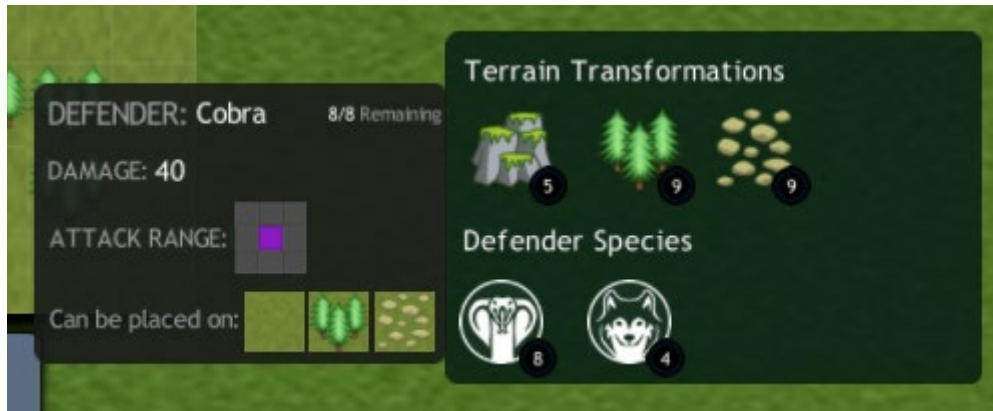 DEFENDER: Cobra 8/8 Remaining
DAMAGE: 40
ATTACK RANGE:
Can be placed on:
Terrain Transformations
5 9 9
Defender Species
8 4